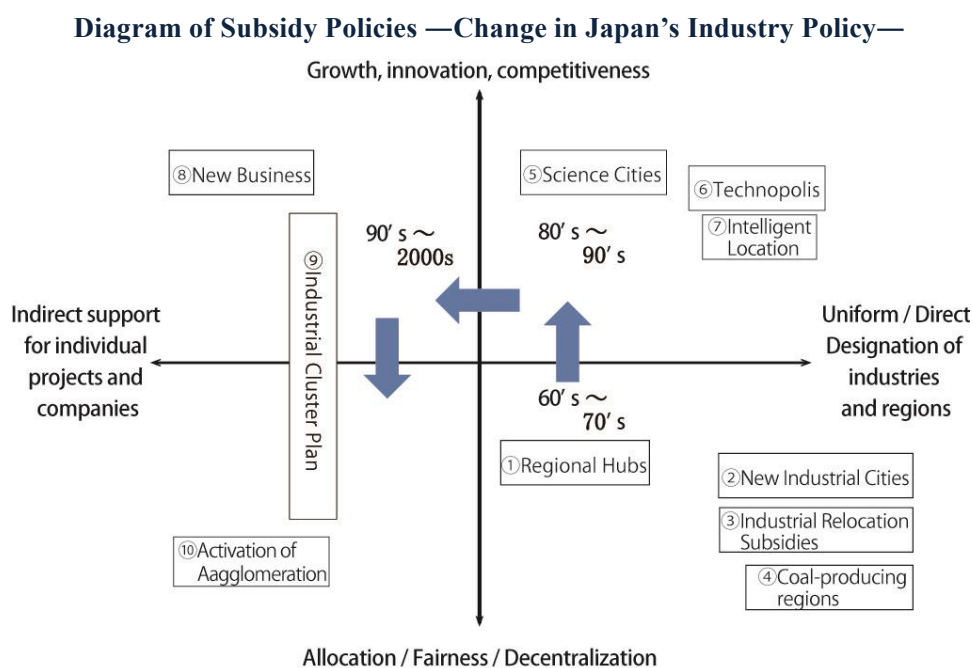 Diagram of Subsidy Policies —Change in Japan’s Industry Policy—
Growth, innovation, competitiveness
⑧New Business
⑤Science Cities
⑥Technopolis
⑦Intelligent
Location
90’ s ～
2000s
80’ s ～
90’ s
⑨Industrial Cluster Plan
Indirect support
for individual
projects and
companies
Uniform / Direct
Designation of
industries
and regions
60’ s ～
70’ s
①Regional Hubs
②New Industrial Cities
③Industrial Relocation
Subsidies
④Coal-producing
regions
⑩Activation of
Aagglomeration
Allocation / Fairness / Decentralization